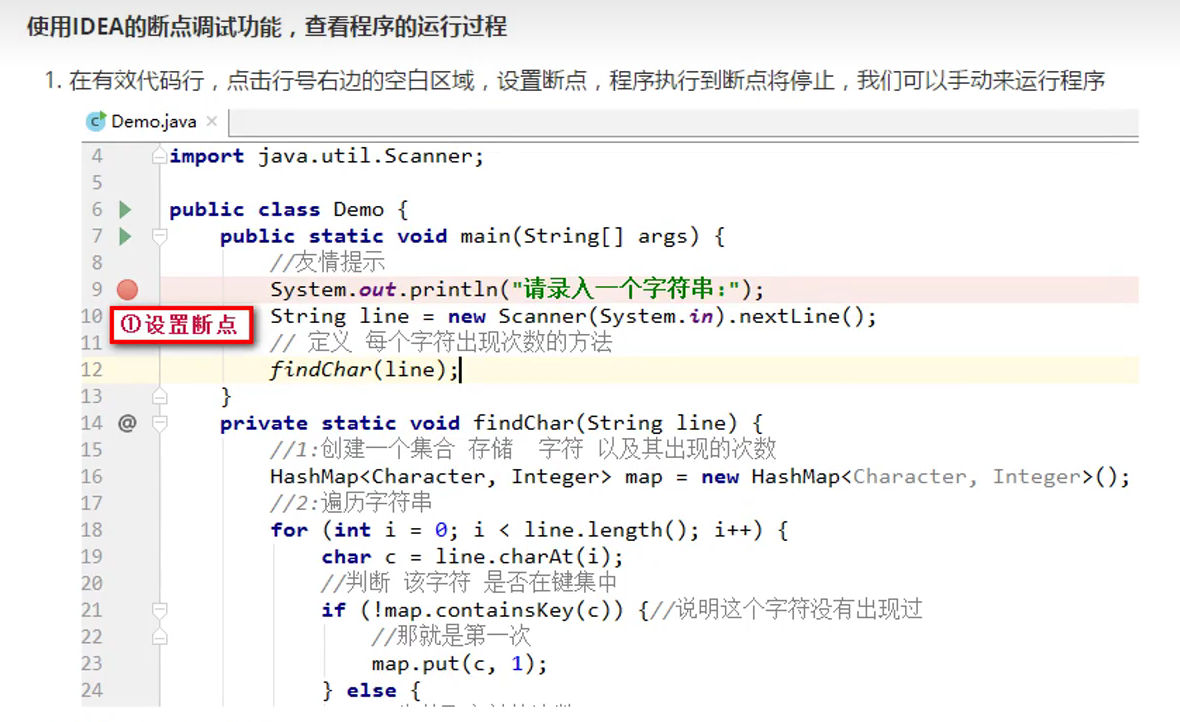 使用IDEA的断点调试功能，查看程序的运行过程
1. 在有效代码行，点击行号右边的空白区域，设置断点，程序执行到断点将停止，我们可以手动来运行程序
Demo.java ×
4 import java.util.Scanner;
5
6 public class Demo {
7 public static void main(String[] args) {
8 //友情提示
9 System.out.println("请录入一个字符串:");
10 String line = new Scanner(System.in).nextLine();
①设置断点
11 // 定义 每个字符出现次数的方法
12 findChar(line);
13 }
14 @ private static void findChar(String line) {
15 //1:创建一个集合 存储  字符 以及其出现的次数
16 HashMap<Character, Integer> map = new HashMap<Character, Integer>();
17 //2:遍历字符串
18 for (int i = 0; i < line.length(); i++) {
19 char c = line.charAt(i);
20 //判断 该字符 是否在键集中
21 if (!map.containsKey(c)) {//说明这个字符没有出现过
22 //那就是第一次
23 map.put(c, 1);
24 } else {